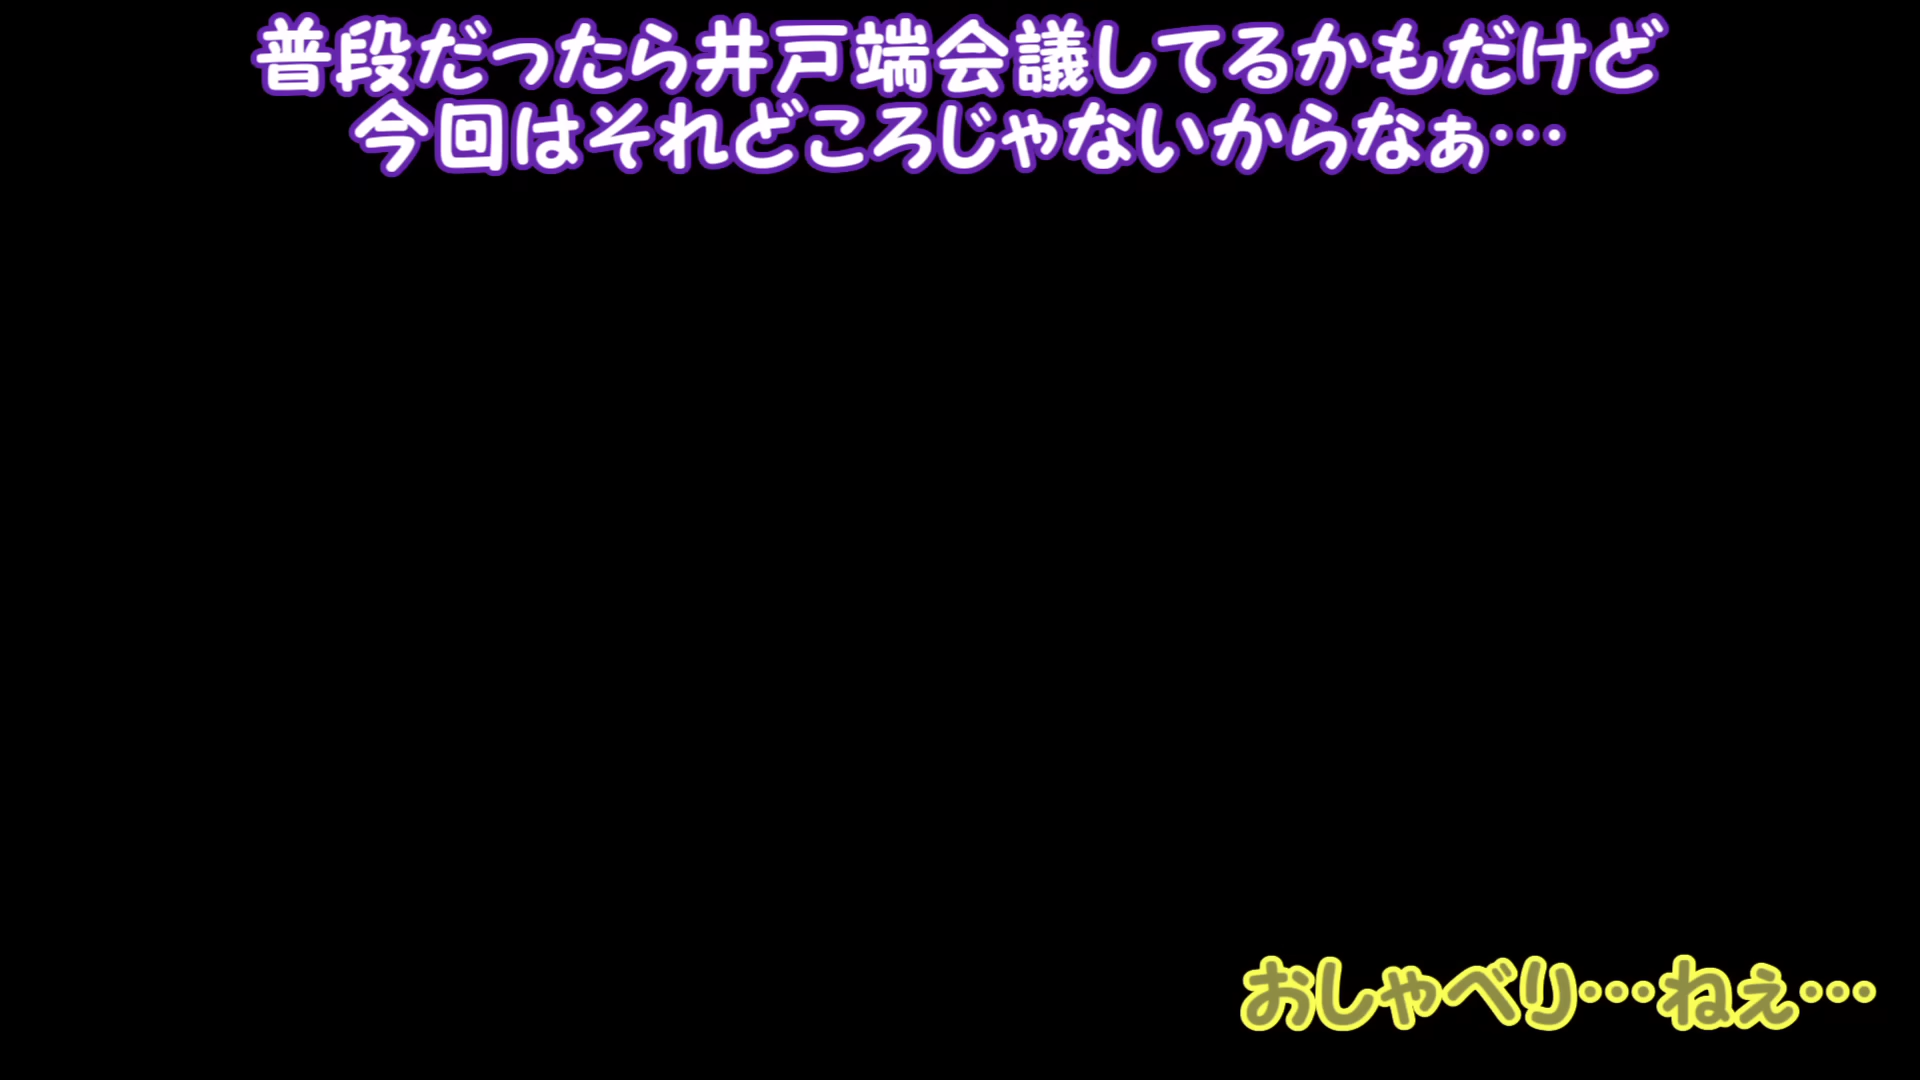 普段だったら井戸端会議してるかもだけど
今回はそれどころじゃないからなぁ…
おしゃべり…ねぇ…